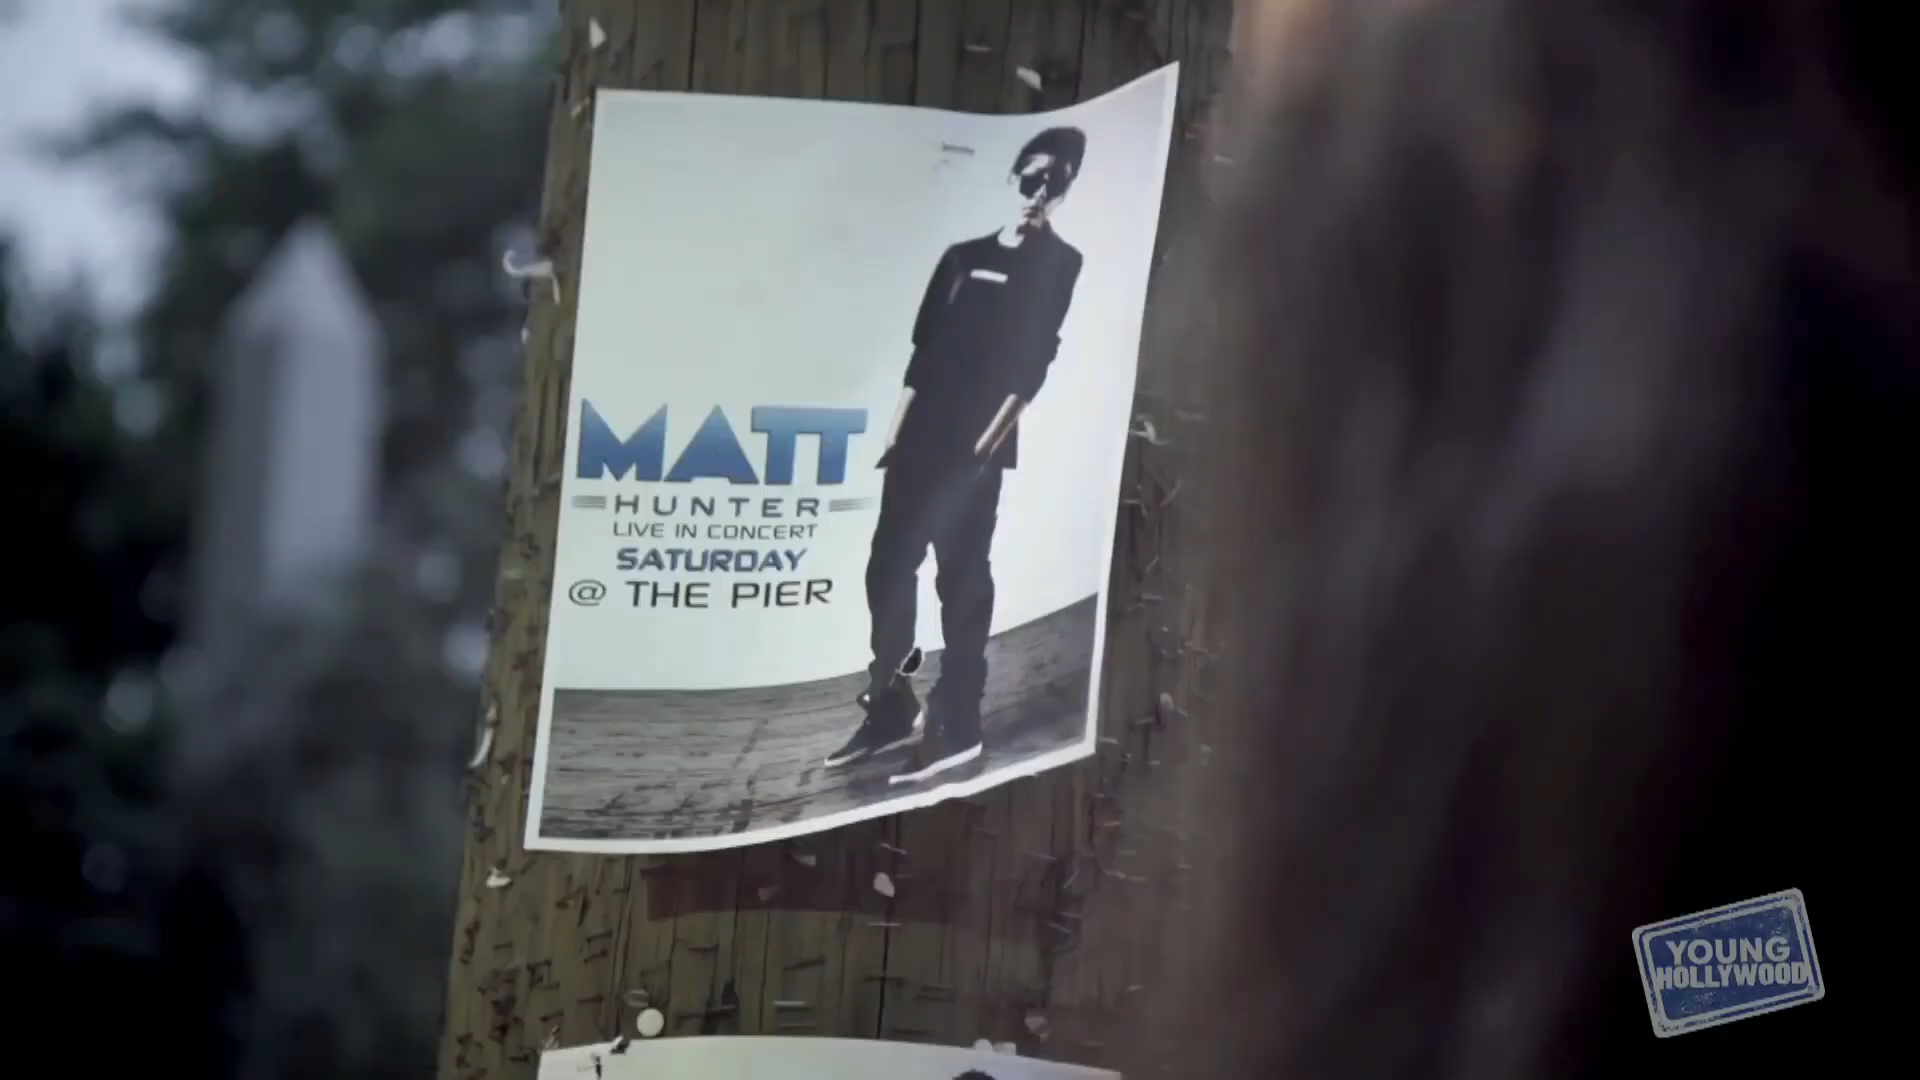 MATT
HUNTER
LIVE IN CONCERT
SATURDAY
@ THE PIER
YOUNG
HOLLYWOOD